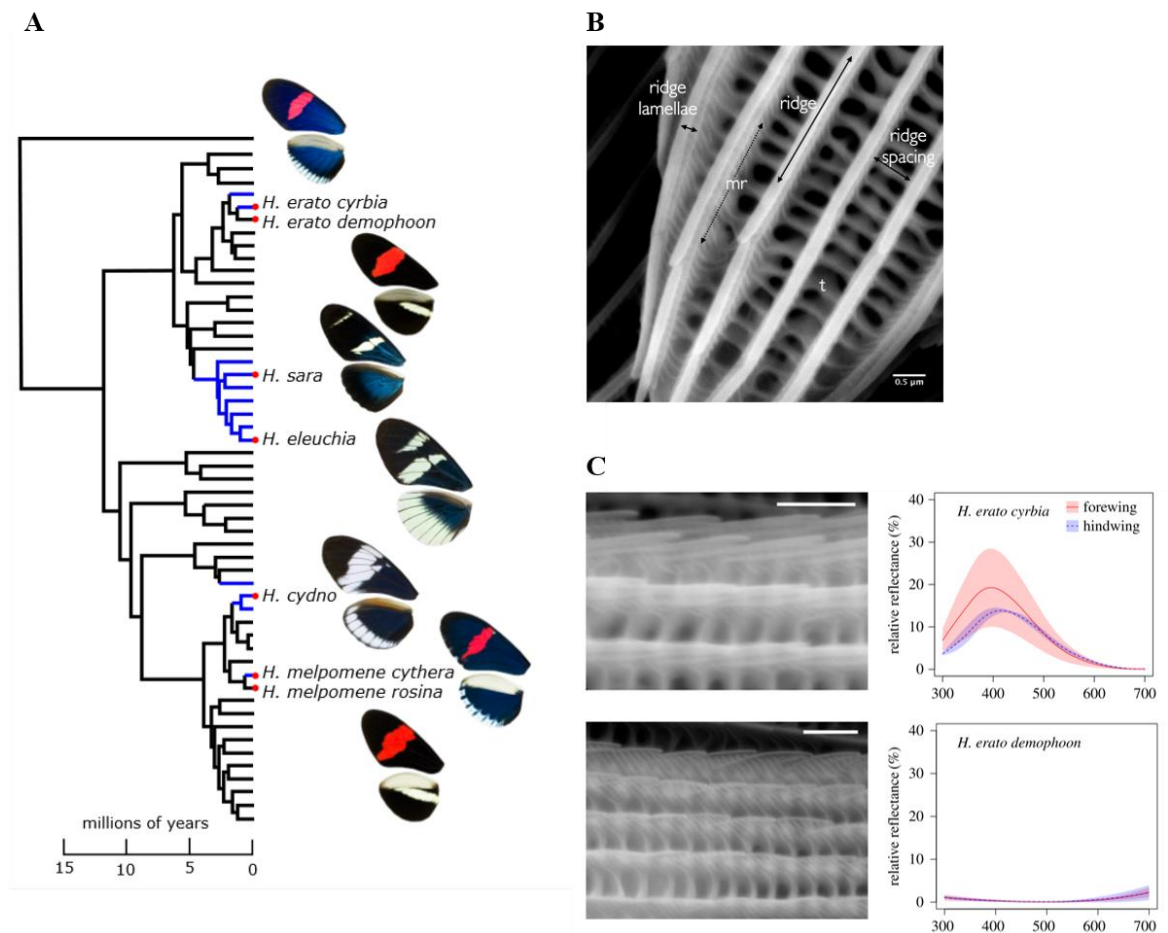 A
H. erato cyrbia
H. erato demophoon
H. sara
H. eleuchia
H. cydno
H. melpomene cythera
H. melpomene rosina
millions of years
15 10 5 0
B
ridge
lamellae
ridge
ridge
spacing
mr
t
0.5 μm
C
relative reflectance (%)
40
30
20
10
0
H. erato cyrbia
forewing
hindwing
300 400 500 600 700
relative reflectance (%)
40
30
20
10
0
H. erato demophoon
300 400 500 600 700